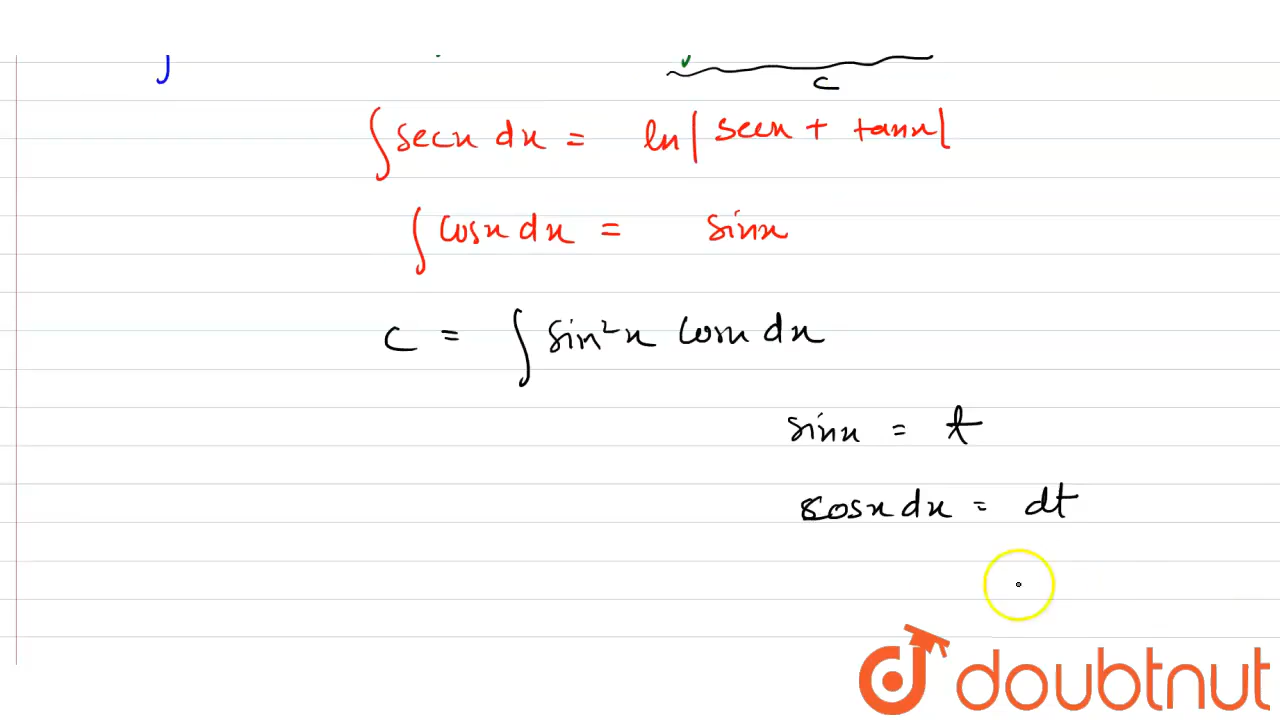 c
∫ secx dx = ln|secx + tanx|
∫ cosx dx = sinx
c = ∫ sin²x cosx dx
sinx = t
cosx dx = dt
doubtnut